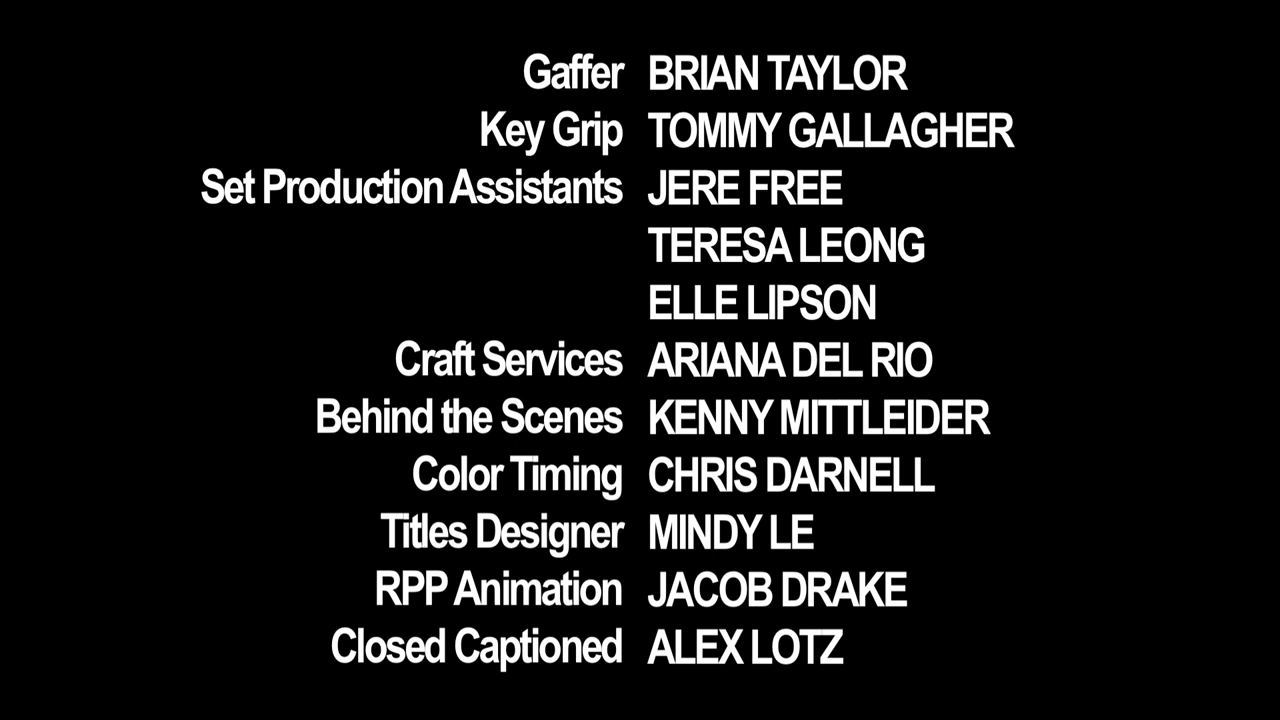 Gaffer BRIAN TAYLOR
Key Grip TOMMY GALLAGHER
Set Production Assistants JERE FREE
TERESA LEONG
ELLE LIPSON
Craft Services ARIANA DEL RIO
Behind the Scenes KENNY MITTLEIDER
Color Timing CHRIS DARNELL
Titles Designer MINDY LE
RPP Animation JACOB DRAKE
Closed Captioned ALEX LOTZ